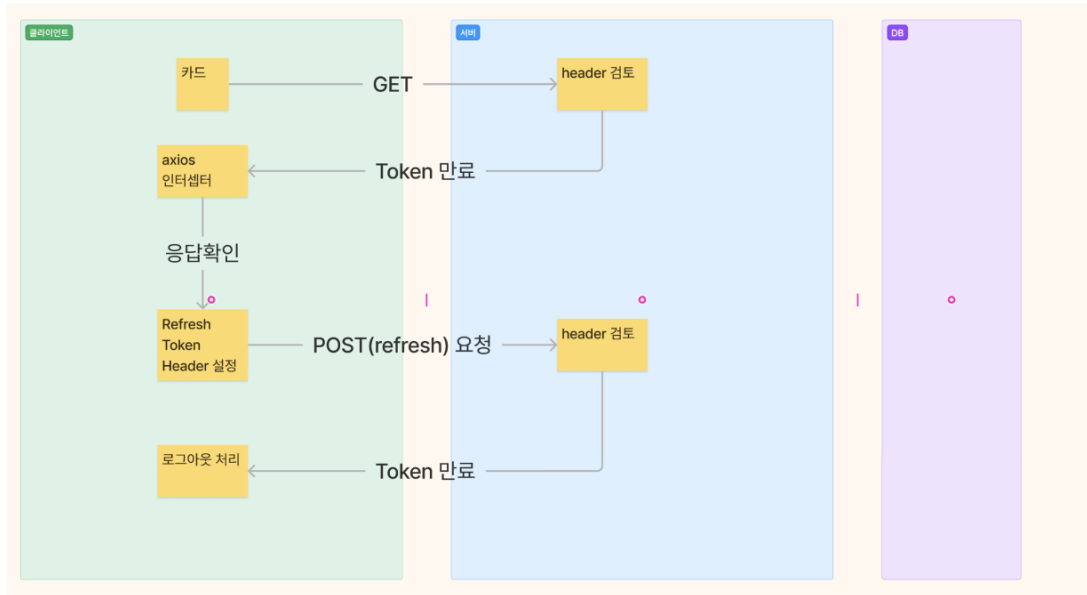 클라이언트
서버
DB
카드
GET
header 검토
axios
인터셉터
Token 만료
응답확인
Refresh
Token
Header 설정
POST(refresh) 요청
header 검토
로그아웃 처리
Token 만료